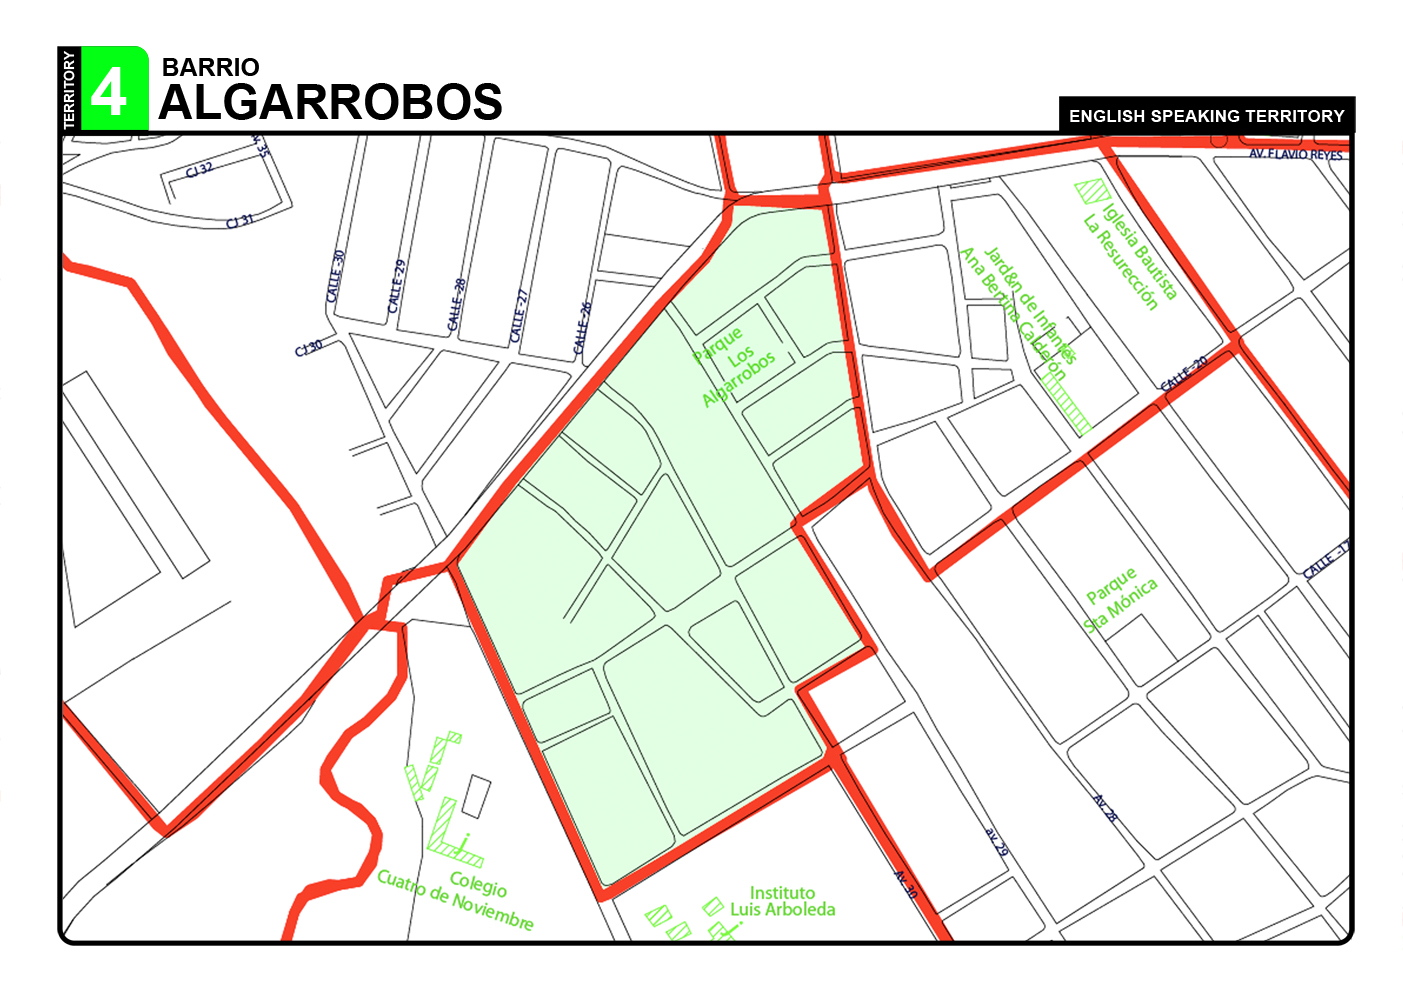 TERRITORY
4
BARRIO
ALGARROBOS
ENGLISH SPEAKING TERRITORY
AV. FLAVIO REYES
CJ 32
CJ 31
CALLE -30
CALLE -29
CALLE -28
CALLE -27
CALLE -26
CJ 30
Iglesia Bautista
La Resurección
Jard&n de Infantes
Ana Bertina Calderón
Parque
Los
Algarrobos
CALLE -20
CALLE -17
Parque
Sta Mónica
AV. 28
av. 29
AV. 30
Colegio
Cuatro de Noviembre
Instituto
Luis Arboleda